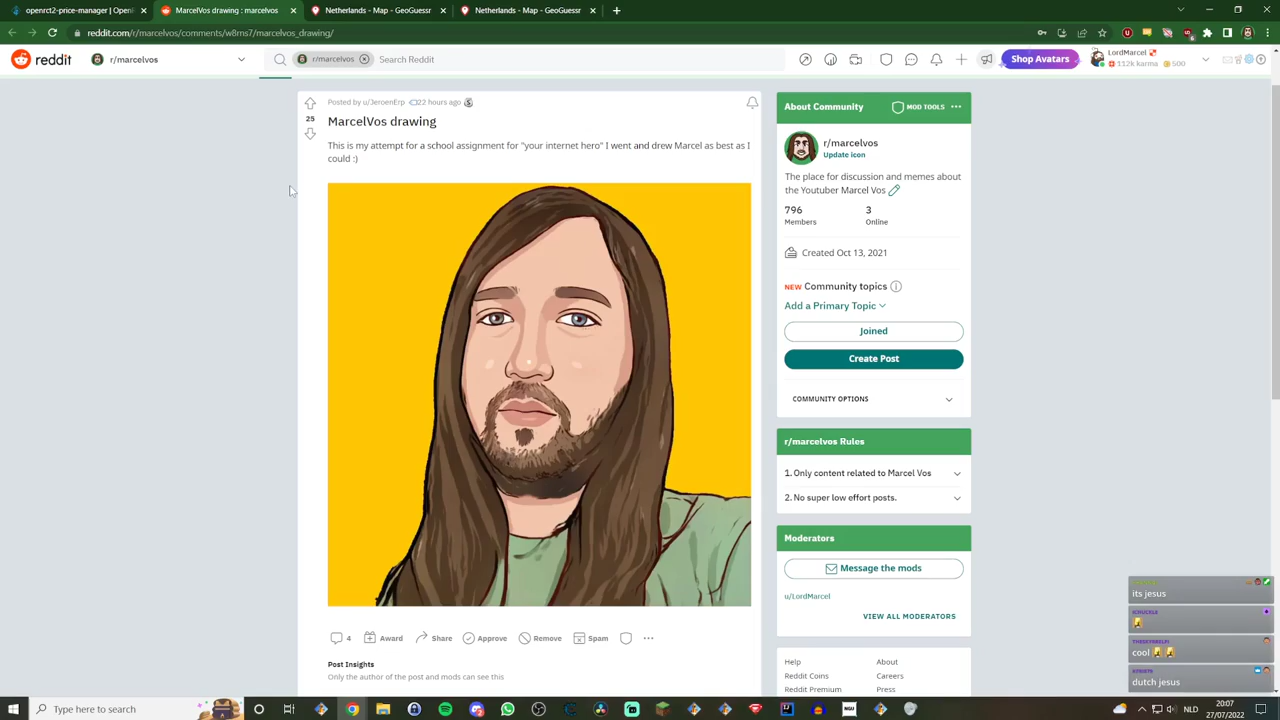 openrct2-price-manager | Open
MarcelVos drawing : marcelvos
Netherlands - Map - GeoGuessr
Netherlands - Map - GeoGuessr
reddit.com/r/marcelvos/comments/w8rns7/marcelvos_drawing/
reddit
r/marcelvos
r/marcelvos
Search Reddit
Shop Avatars
LordMarcel
112k karma
500
Posted by u/JeroenErp
22 hours ago
25
MarcelVos drawing
This is my attempt for a school assignment for "your internet hero" I went and drew Marcel as best as I
could :)
4
Award
Share
Approve
Remove
Spam
Post Insights
Only the author of the post and mods can see this
About Community
MOD TOOLS
r/marcelvos
Update icon
The place for discussion and memes about
the Youtuber Marcel Vos
796
3
Members
Online
Created Oct 13, 2021
NEW Community topics
Add a Primary Topic
Joined
Create Post
COMMUNITY OPTIONS
r/marcelvos Rules
1. Only content related to Marcel Vos
2. No super low effort posts.
Moderators
Message the mods
u/LordMarcel
VIEW ALL MODERATORS
Help
About
Reddit Coins
Careers
Reddit Premium
Press
its jesus
cool
dutch jesus
Type here to search
NGU
NLD
20:07
27/07/2022